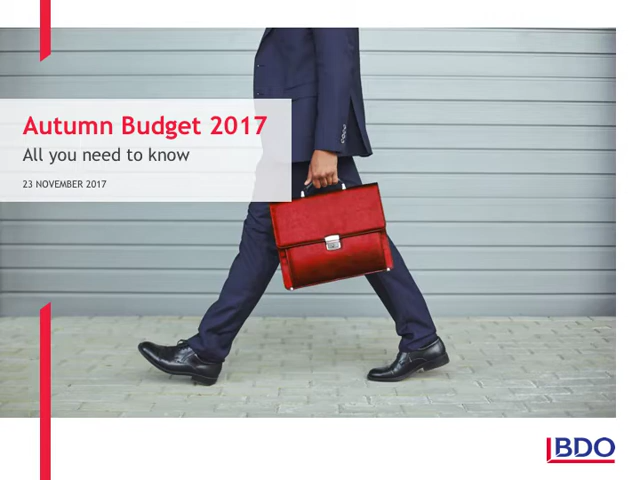 Autumn Budget 2017
All you need to know
23 NOVEMBER 2017
BDO